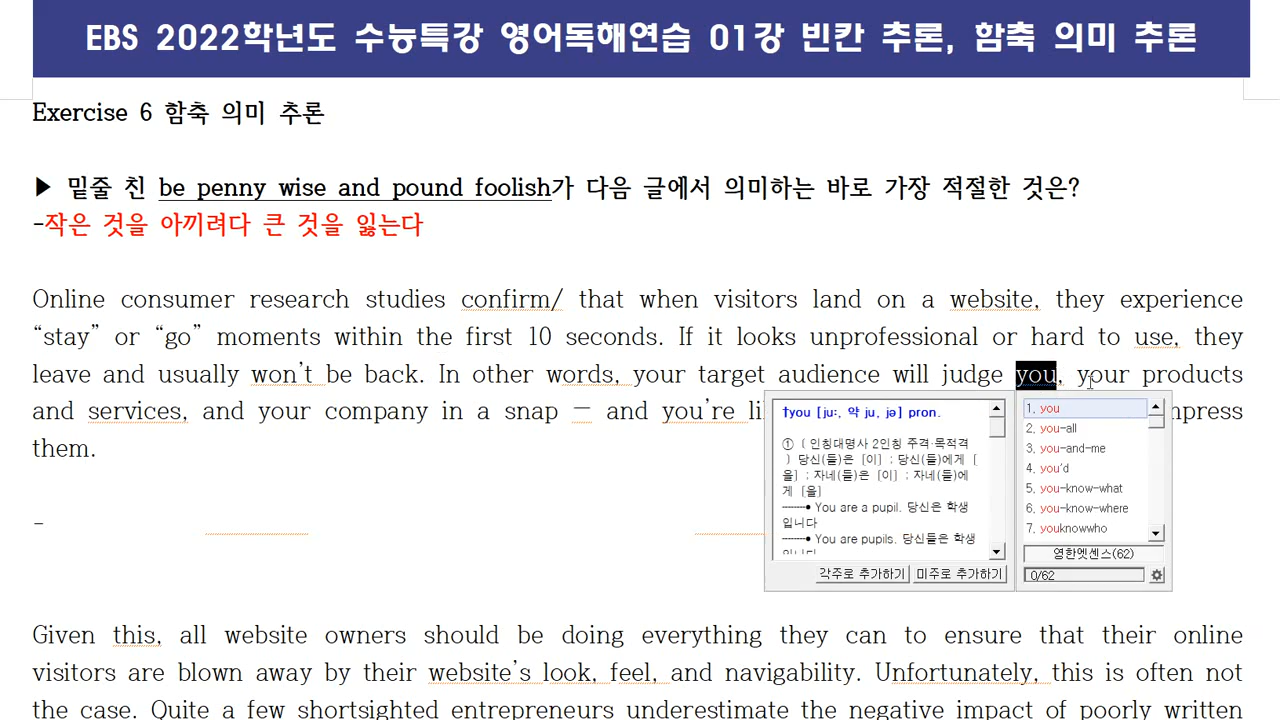 EBS 2022학년도 수능특강 영어독해연습 01강 빈칸 추론, 함축 의미 추론
Exercise 6 함축 의미 추론
▶ 밑줄 친 be penny wise and pound foolish가 다음 글에서 의미하는 바로 가장 적절한 것은?
-작은 것을 아끼려다 큰 것을 잃는다
Online consumer research studies confirm/ that when visitors land on a website, they experience
“stay” or “go” moments within the first 10 seconds. If it looks unprofessional or hard to use, they
leave and usually won’t be back. In other words, your target audience will judge you, your products
and services, and your company in a snap — and you’re
them.
-
†you [ju:, 약 ju, jə] pron.
① ( 인칭대명사 2인칭 주격·목적격
) 당신(들)은 [이] ; 당신(들)에게 [
을] ; 자네(들)은 [이] ; 자네(들)에
게 [을]
-------● You are a pupil. 당신은 학생
입니다
-------● You are pupils. 당신들은 학생
입니다
각주로 추가하기 미주로 추가하기
1. you
2. you-all
3. you-and-me
4. you'd
5. you-know-what
6. you-know-where
7. youknowwho
영한엣센스(62)
0/62
Given this, all website owners should be doing everything they can to ensure that their online
visitors are blown away by their website’s look, feel, and navigability. Unfortunately, this is often not
the case. Quite a few shortsighted entrepreneurs underestimate the negative impact of poorly written